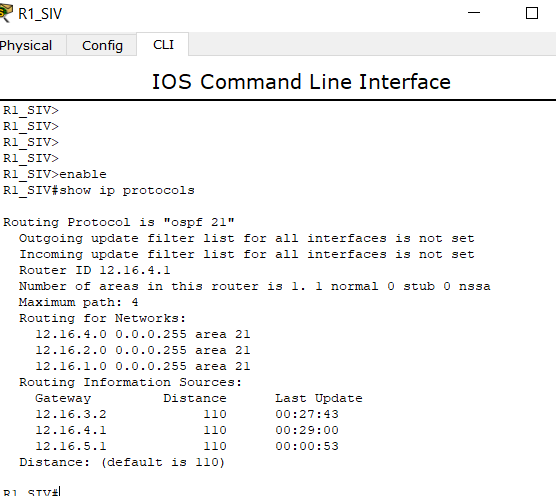 R1_SIV
Physical Config CLI
IOS Command Line Interface
R1_SIV>
R1_SIV>
R1_SIV>
R1_SIV>
R1_SIV>enable
R1_SIV#show ip protocols
Routing Protocol is "ospf 21"
Outgoing update filter list for all interfaces is not set
Incoming update filter list for all interfaces is not set
Router ID 12.16.4.1
Number of areas in this router is 1. 1 normal 0 stub 0 nssa
Maximum path: 4
Routing for Networks:
12.16.4.0 0.0.0.255 area 21
12.16.2.0 0.0.0.255 area 21
12.16.1.0 0.0.0.255 area 21
Routing Information Sources:
Gateway Distance Last Update
12.16.3.2 110 00:27:43
12.16.4.1 110 00:29:00
12.16.5.1 110 00:00:53
Distance: (default is 110)
R1_SIV#